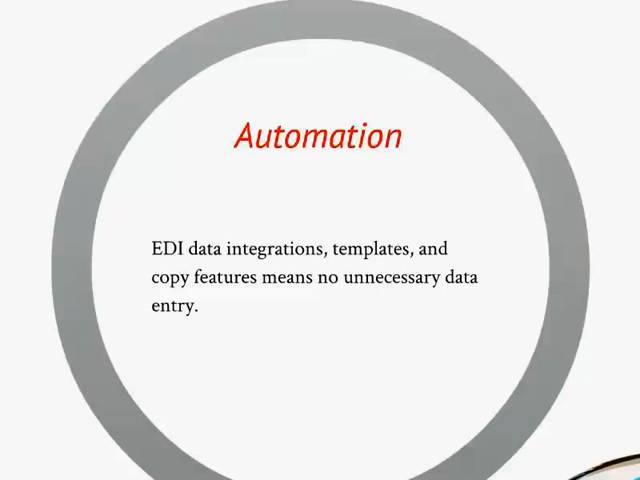 Automation
EDI data integrations, templates, and
copy features means no unnecessary data
entry.